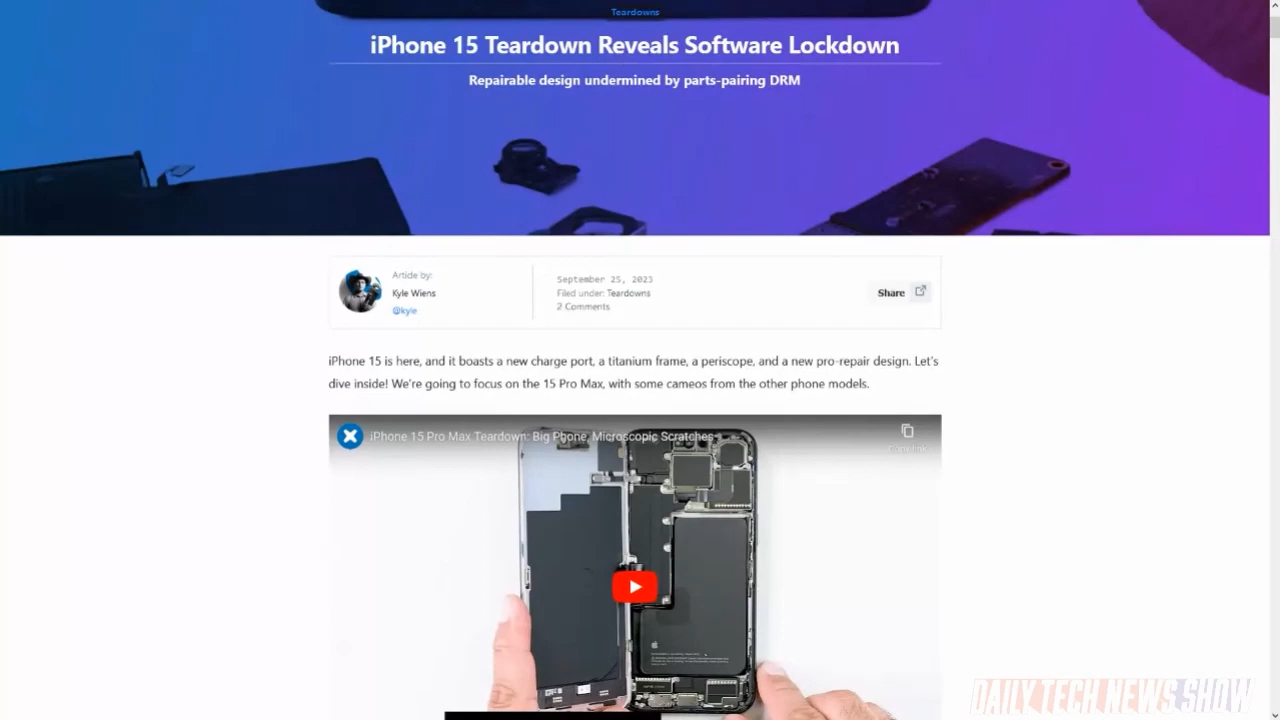 Teardowns
iPhone 15 Teardown Reveals Software Lockdown
Repairable design undermined by parts-pairing DRM
Article by:
Kyle Wiens
@kyle
September 25, 2023
Filed under: Teardowns
2 Comments
Share
iPhone 15 is here, and it boasts a new charge port, a titanium frame, a periscope, and a new pro-repair design. Let's
dive inside! We're going to focus on the 15 Pro Max, with some cameos from the other phone models.
iPhone 15 Pro Max Teardown: Big Phone, Microscopic Scratches
Copy link
DAILY TECH NEWS SHOW